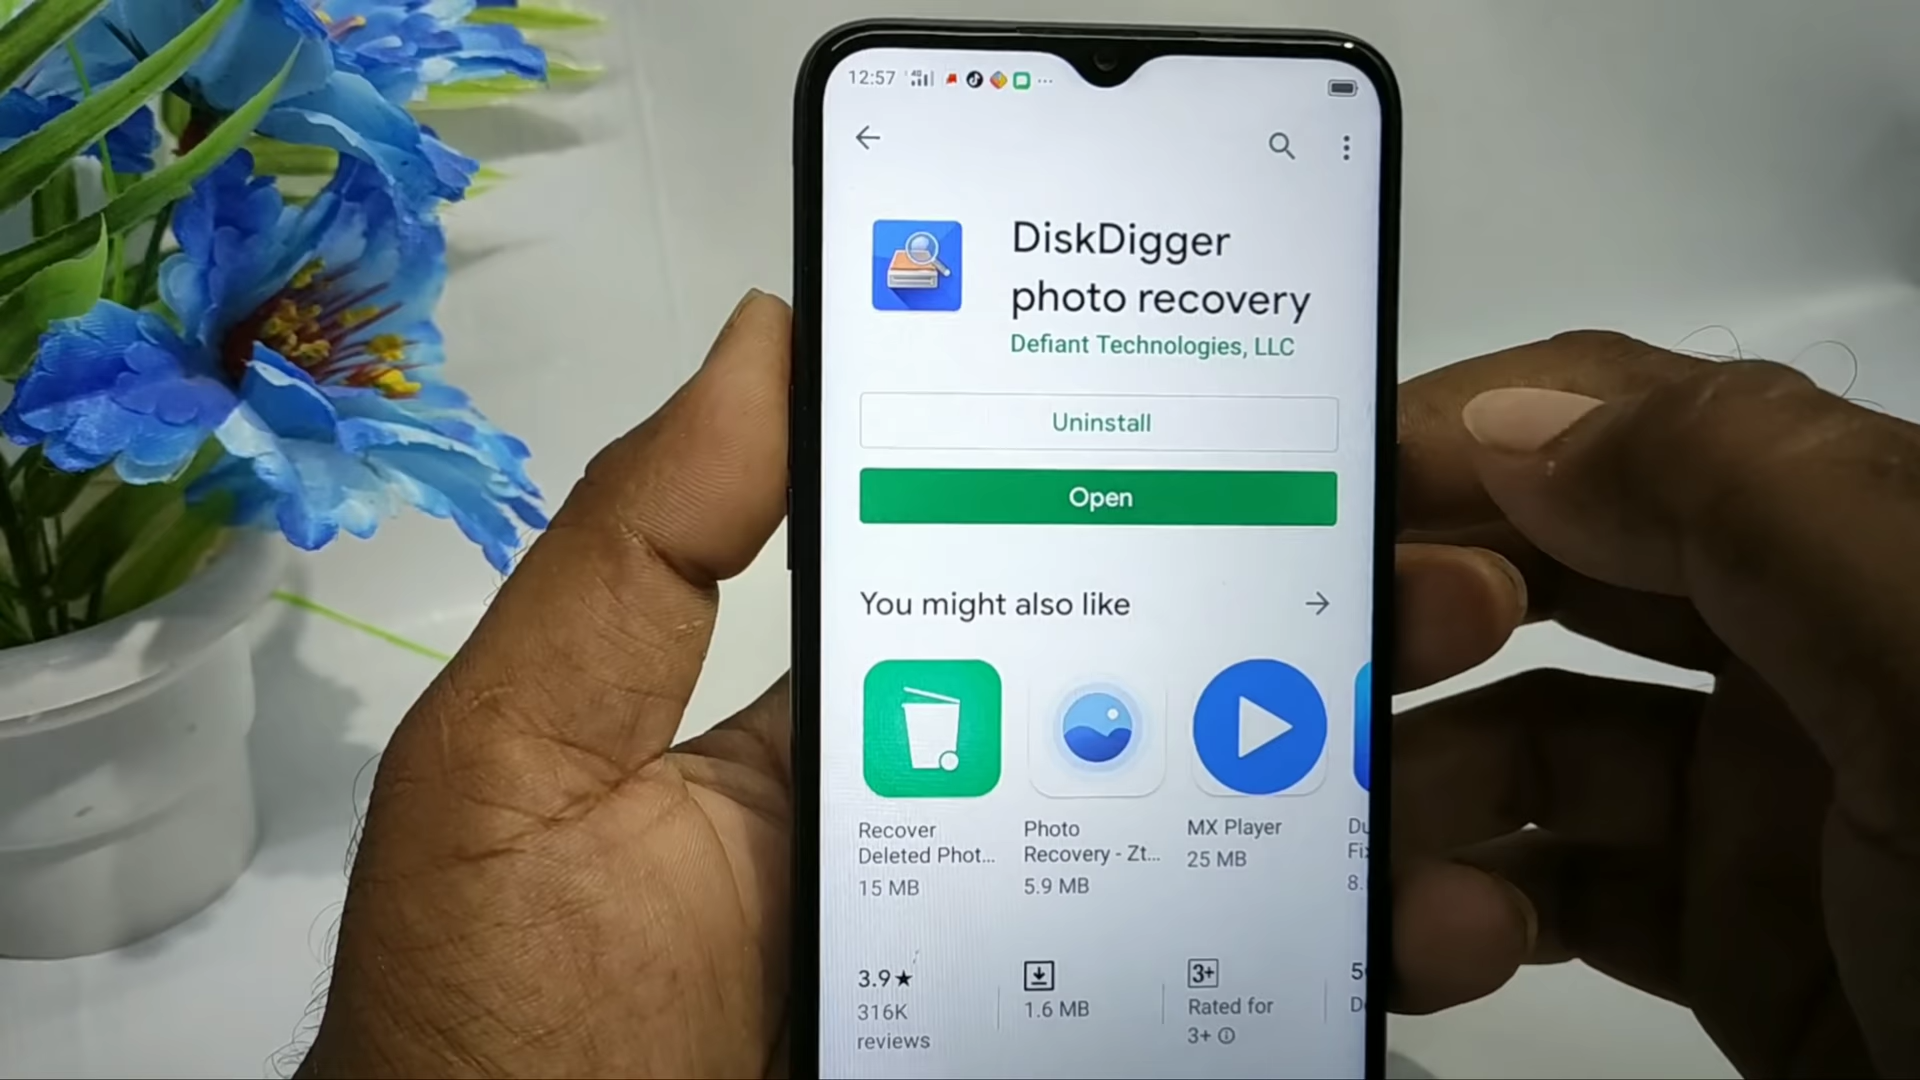 12:57
DiskDigger
photo recovery
Defiant Technologies, LLC
Uninstall
Open
You might also like
Recover
Deleted Phot...
15 MB
Photo
Recovery - Zt...
5.9 MB
MX Player
25 MB
3.9★
316K
reviews
1.6 MB
3+
Rated for
3+